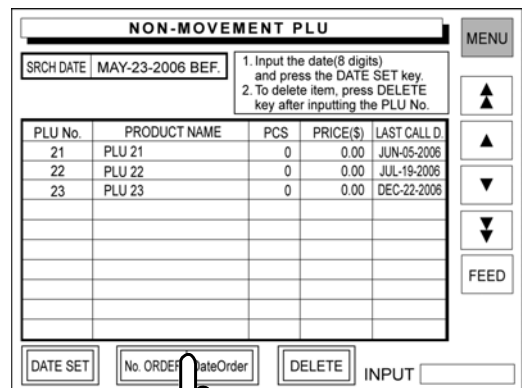 NON-MOVEMENT PLU
MENU
SRCH DATE MAY-23-2006 BEF.
1. Input the date(8 digits)
and press the DATE
SET key.
2. To delete item, press DELETE
key after inputting the PLU No.
PLU No. PRODUCT NAME PCS PRICE($) LAST CALL D.
21 PLU 21 0 0.00 JUN-05-2006
22 PLU 22 0 0.00 JUL-19-2006
23 PLU 23 0 0.00 DEC-22-2006
FEED
DATE SET No. ORDER DateOrder DELETE INPUT